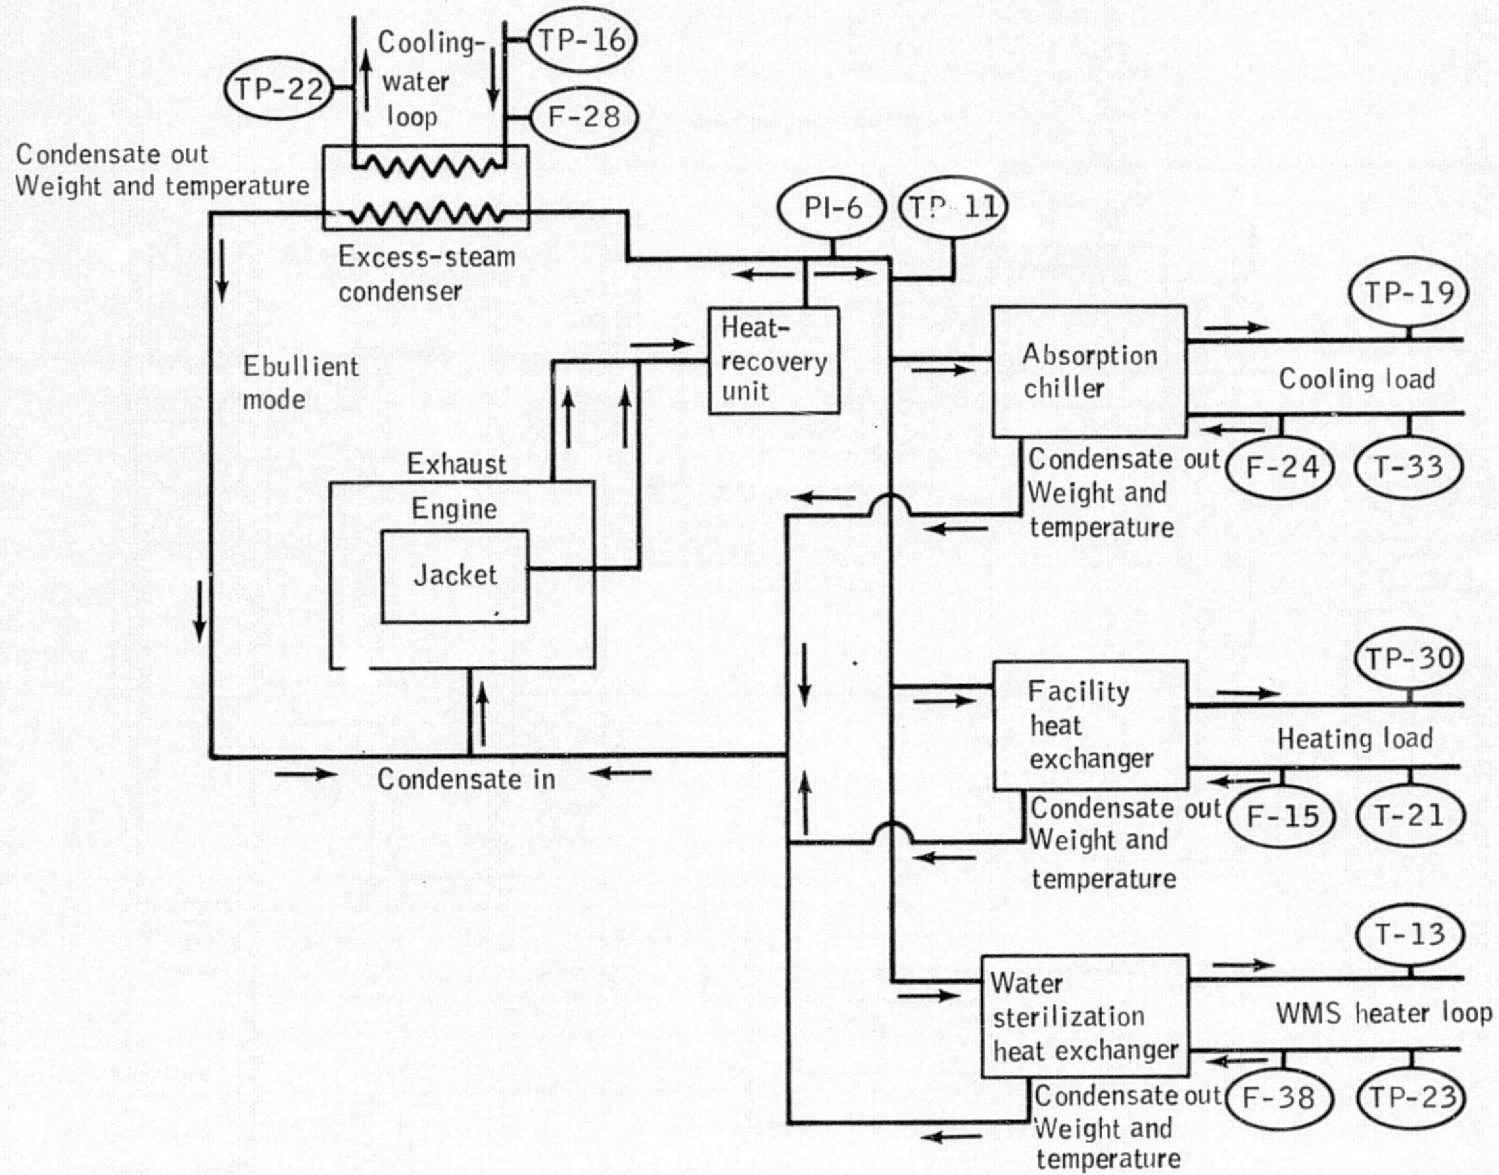 Cooling-
water
loop
TP-16
TP-22
F-28
Condensate out
Weight and temperature
Excess-steam
condenser
PI-6
TP-11
TP-19
Heat-
recovery
unit
Absorption
chiller
Cooling load
Ebullient
mode
Exhaust
Engine
Jacket
Condensate out
Weight and
temperature
F-24
T-33
TP-30
Facility
heat
exchanger
Heating load
Condensate in
Condensate out
Weight and
temperature
F-15
T-21
T-13
Water
sterilization
heat exchanger
WMS heater loop
Condensate out
Weight and
temperature
F-38
TP-23